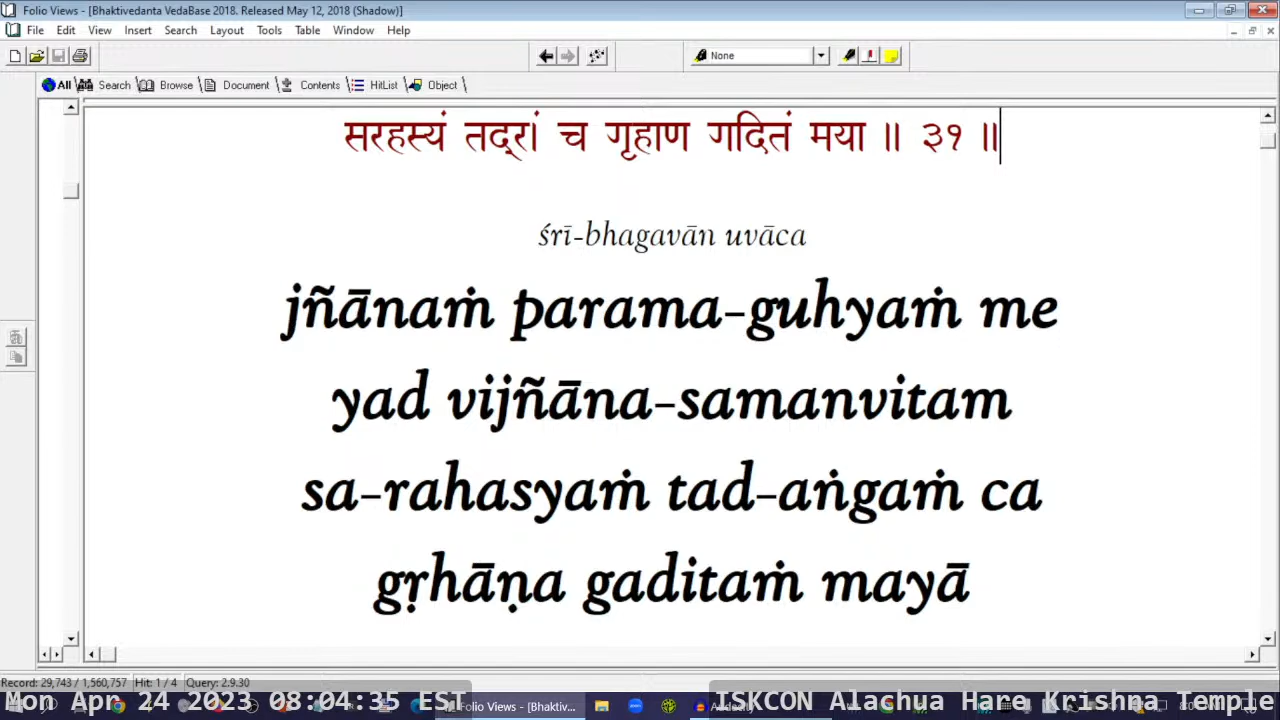 Folio Views - [Bhaktivedanta VedaBase 2018. Released May 12, 2018 (Shadow)]
File Edit View Insert Search Layout Tools Table Window Help
None
All Search Browse Document Contents HitList Object
सरहस्यं तद्रां च गृहाण गदितं मया ॥ ३१ ॥
śrī-bhagavān uvāca
jñānaṁ parama-guhyaṁ me
yad vijñāna-samanvitam
sa-rahasyaṁ tad-aṅgaṁ ca
gṛhāṇa gaditaṁ mayā
Record: 29,743 / 1,560,757 Hit: 1 / 4 Query: 2.9.30
Mon Apr 24 2023 08:04:35 EST
Folio Views - [Bhakti...
ISKCON Alachua Hare Krishna Temple